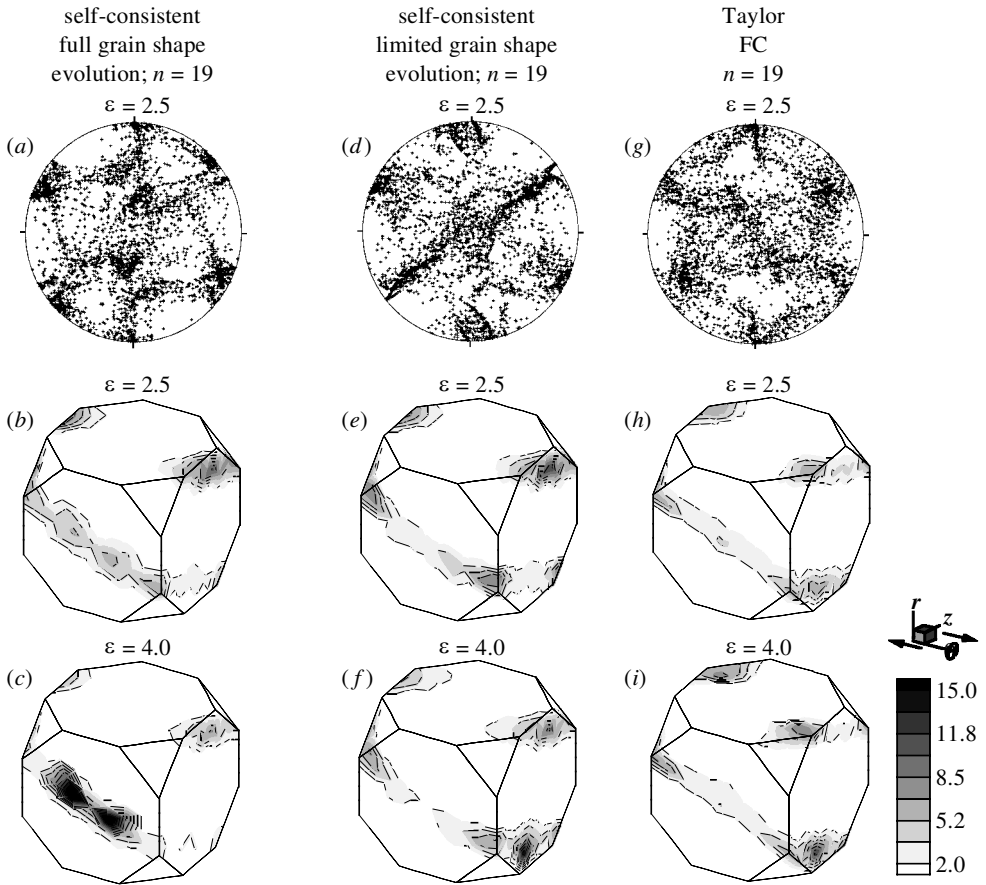 self-consistent
full grain shape
evolution; n = 19
self-consistent
limited grain shape
evolution; n = 19
Taylor
FC
n = 19
ε = 2.5
ε = 2.5
ε = 2.5
(a)
(d)
(g)
ε = 2.5
ε = 2.5
ε = 2.5
(b)
(e)
(h)
ε = 4.0
ε = 4.0
ε = 4.0
(c)
(f)
(i)
r
z
θ
15.0
11.8
8.5
5.2
2.0